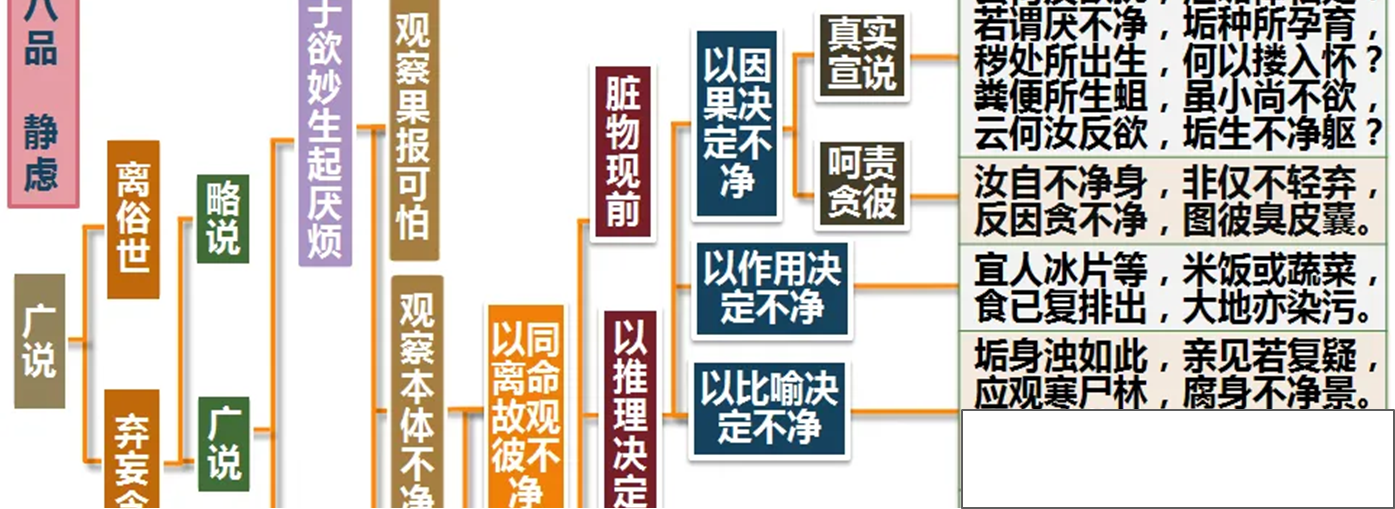 八品 静虑
广说
离俗世
弃妄念
略说
广说
于欲妙生起厌烦
观察果报可怕
观察本体不净
以同离命故观彼不净
脏物现前
以推理决定
以因果决定不净
以作用决定不净
以比喻决定不净
真实宣说
呵责贪彼
若谓厌不净，垢种所孕育，
秽处所出生，何以搂入怀？
粪便所生蛆，虽小尚不欲，
云何汝反欲，垢生不净躯？
汝自不净身，非仅不轻弃，
反因贪不净，图彼臭皮囊。
宜人冰片等，米饭或蔬菜，
食已复排出，大地亦染污。
垢身浊如此，亲见若复疑，
应观寒尸林，腐身不净景。